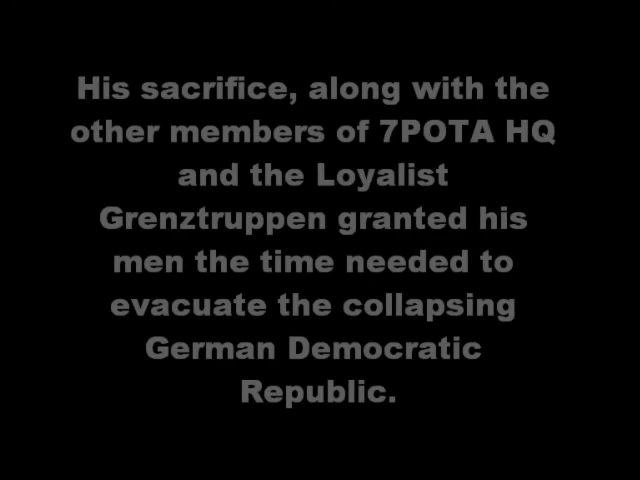 His sacrifice, along with the
other members of 7POTA HQ
and the Loyalist
Grenztruppen granted his
men the time needed to
evacuate the collapsing
German Democratic
Republic.